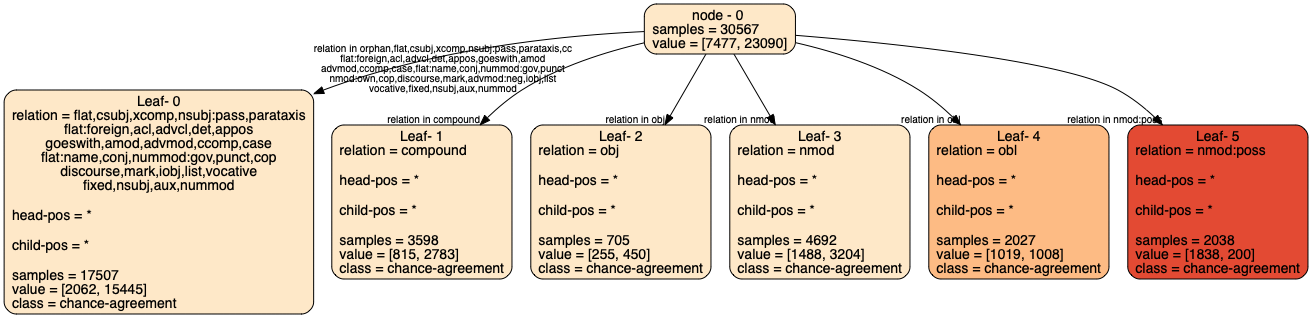 node - 0
samples = 30567
value = [7477, 23090]
relation in orphan,flat,csubj,xcomp,nsubj:pass,parataxis,cc
flat:foreign,acl,advcl,det,appos,goeswith,amod
advmod,ccomp,case,flat:name,conj,nummod:gov,punct
nmod:own,cop,discourse,mark,advmod:neg,iobj,list
vocative,fixed,nsubj,aux,nummod
relation in compound
relation in obj
relation in nmod
relation in obl
relation in nmod:poss
Leaf- 0
relation = flat,csubj,xcomp,nsubj:pass,parataxis
flat:foreign,acl,advcl,det,appos
goeswith,amod,advmod,ccomp,case
flat:name,conj,nummod:gov,punct,cop
discourse,mark,iobj,list,vocative
fixed,nsubj,aux,nummod
head-pos = *
child-pos = *
samples = 17507
value = [2062, 15445]
class = chance-agreement
Leaf- 1
relation = compound
head-pos = *
child-pos = *
samples = 3598
value = [815, 2783]
class = chance-agreement
Leaf- 2
relation = obj
head-pos = *
child-pos = *
samples = 705
value = [255, 450]
class = chance-agreement
Leaf- 3
relation = nmod
head-pos = *
child-pos = *
samples = 4692
value = [1488, 3204]
class = chance-agreement
Leaf- 4
relation = obl
head-pos = *
child-pos = *
samples = 2027
value = [1019, 1008]
class = chance-agreement
Leaf- 5
relation = nmod:poss
head-pos = *
child-pos = *
samples = 2038
value = [1838, 200]
class = chance-agreement